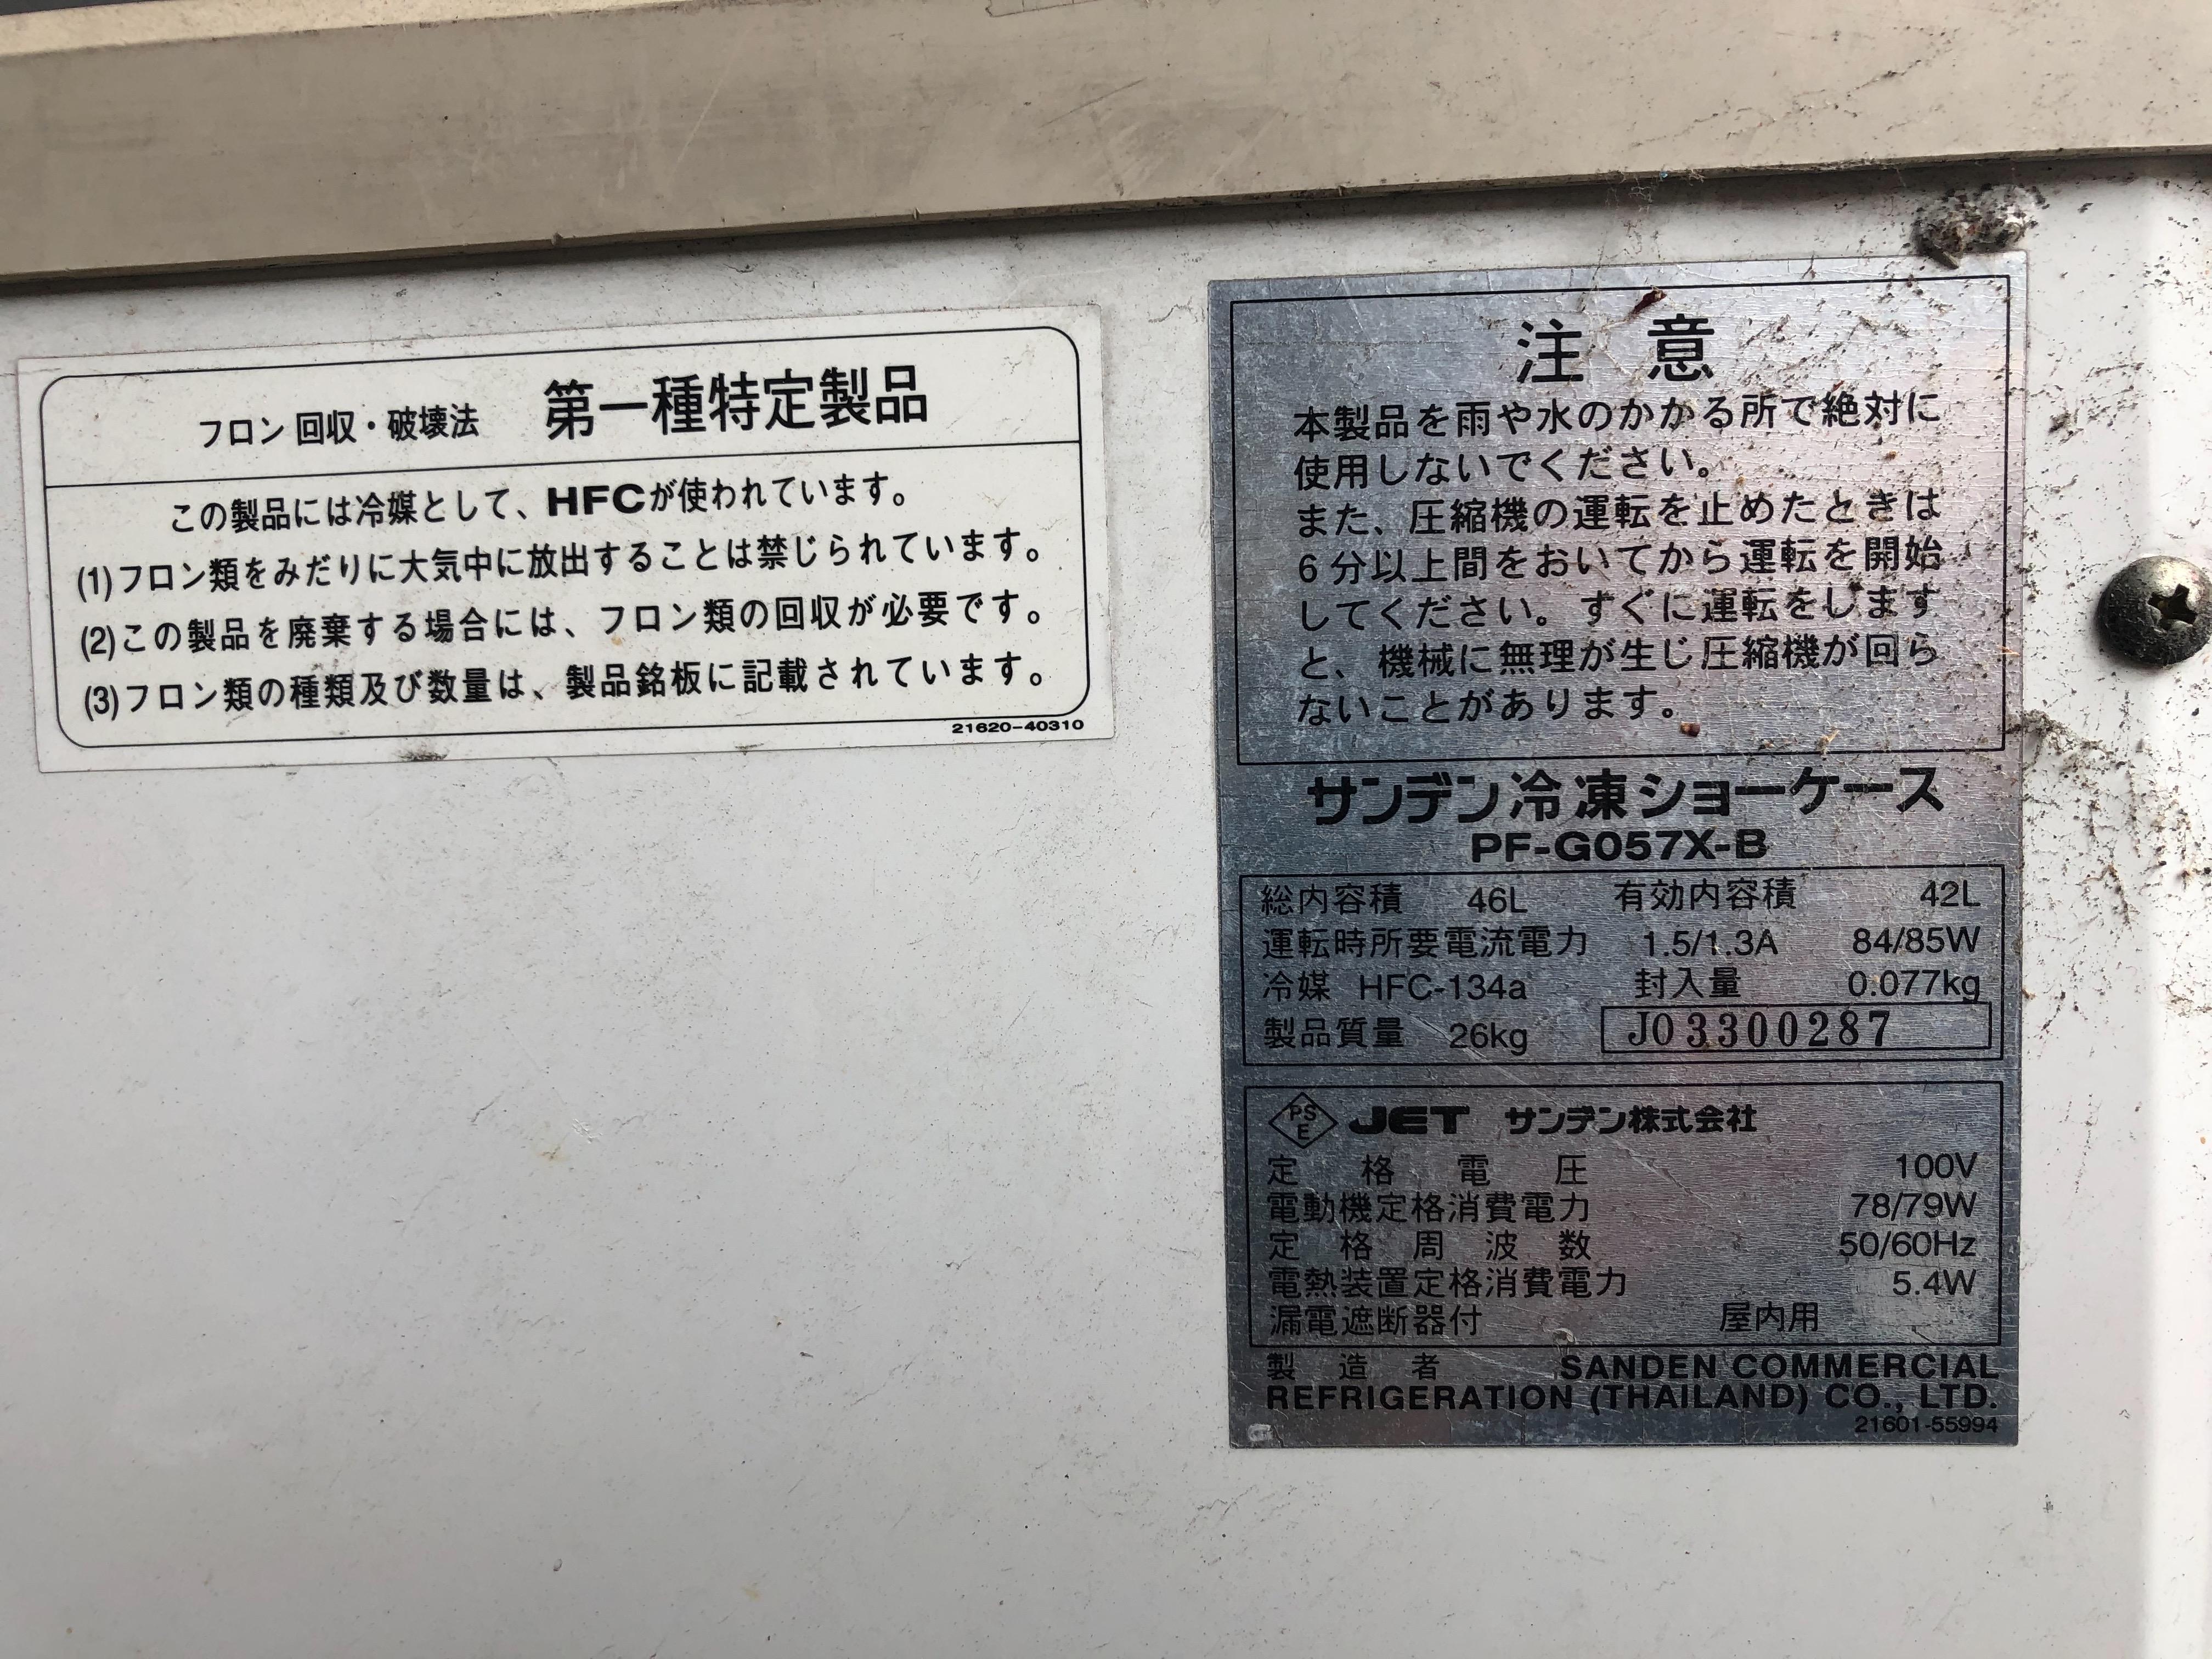 フロン回収・破壊法 第一種特定製品
この製品には冷媒として、HFCが使われています。
(1)フロン類をみだりに大気中に放出することは禁じられています。
(2)この製品を廃棄する場合には、フロン類の回収が必要です。
(3)フロン類の種類及び数量は、製品銘板に記載されています。
21620-40310
注意
本製品を雨や水のかかる所で絶対に
使用しないでください。
また、圧縮機の運転を止めたときは
6分以上間をおいてから運転を開始
してください。すぐに運転をします
と、機械に無理が生じ圧縮機が回ら
ないことがあります。
サンデン冷凍ショーケース
PF-G057X-B
総内容積 46L 有効内容積 42L
運転時所要電流電力 1.5/1.3A 84/85W
冷媒 HFC-134a 封入量 0.077kg
製品質量 26kg J03300287
PSE JET サンデン株式会社
定格電圧 100V
電動機定格消費電力 78/79W
定格周波数 50/60Hz
電熱装置定格消費電力 5.4W
漏電遮断器付 屋内用
製造者 SANDEN COMMERCIAL
REFRIGERATION (THAILAND) CO., LTD.
21601-55994